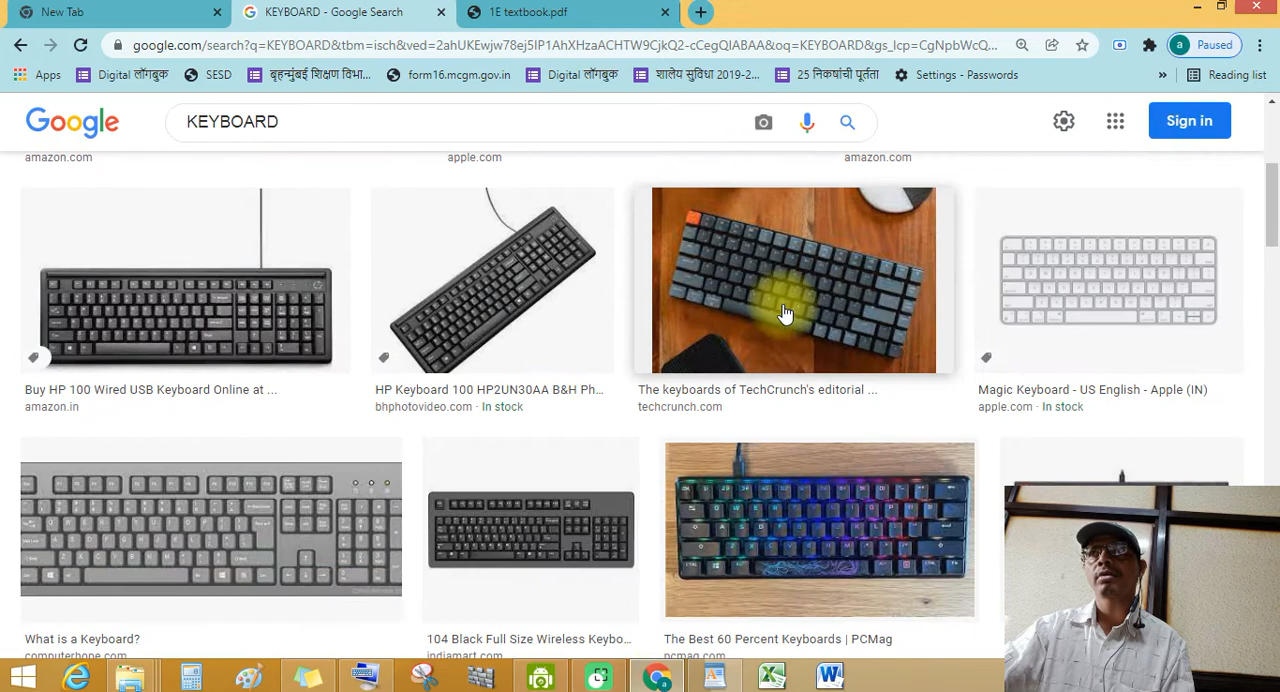 New Tab
KEYBOARD - Google Search
1E textbook.pdf
google.com/search?q=KEYBOARD&tbm=isch&ved=2ahUKEwjw78ej5IP1AhXHzaACHTW9CjkQ2-cCegQIABAA&oq=KEYBOARD&gs_lcp=CgNpbWcQ...
a Paused
Apps
Digital लॉगबुक
SESD
बृहन्मुंबई शिक्षण विभा...
form16.mcgm.gov.in
Digital लॉगबुक
शालेय सुविधा 2019-2...
25 निकषांची पूर्तता
Settings - Passwords
»
Reading list
Google
KEYBOARD
Sign in
amazon.com
apple.com
amazon.com
Buy HP 100 Wired USB Keyboard Online at ...
amazon.in
HP Keyboard 100 HP2UN30AA B&H Ph...
bhphotovideo.com · In stock
The keyboards of TechCrunch's editorial ...
techcrunch.com
Magic Keyboard - US English - Apple (IN)
apple.com · In stock
What is a Keyboard?
computerhope.com
104 Black Full Size Wireless Keybo...
indiamart.com
The Best 60 Percent Keyboards | PCMag
pcmag.com